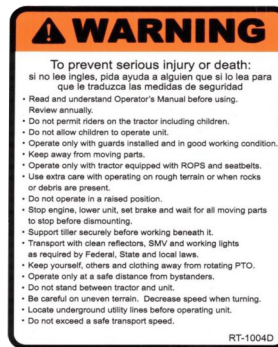 WARNING
To prevent serious injury or death:
si no lee ingles, pida ayuda a alguien que si lo lea para
que le traduzca las medidas de seguridad
• Read and understand Operator's Manual before using.
Review annually.
• Do not permit riders on the tractor including children.
• Do not allow children to operate unit.
• Operate only with guards installed and in good working condition.
• Keep away from moving parts.
• Operate only with tractor equipped with ROPS and seatbelts.
• Use extra care with operating on rough terrain or when rocks
or debris are present.
• Do not operate in a raised position.
• Stop engine, lower unit, set brake and wait for all moving parts
to stop before dismounting.
• Support tiller securely before working beneath it.
• Transport with clean reflectors, SMV and working lights
as required by Federal, State and local laws.
• Keep yourself, others and clothing away from rotating PTO.
• Operate only at a safe distance from bystanders.
• Do not stand between tractor and unit.
• Be careful on uneven terrain. Decrease speed when turning.
• Locate underground utility lines before operating unit.
• Do not exceed a safe transport speed.
RT-1004D